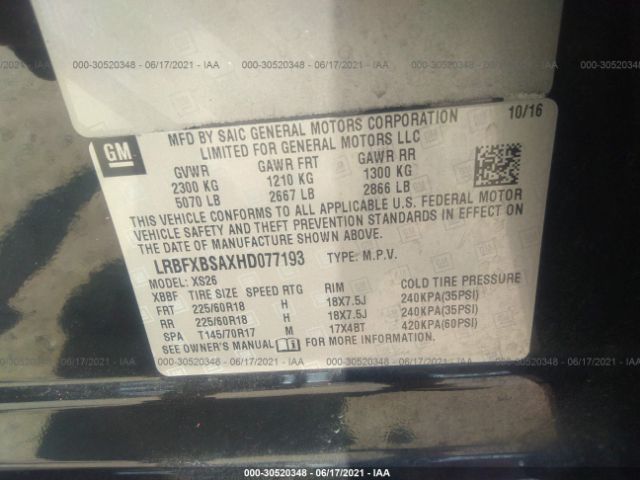 000-30520348 - 06/17/2021 - IAA
000-30520348 - 06/17/2021 - IAA
000-30520348 - 06/17/2021 - IAA
10/16
GM
MFD BY SAIC GENERAL MOTORS CORPORATION
LIMITED FOR GENERAL MOTORS LLC
GVWR GAWR FRT GAWR RR
2300 KG 1210 KG 1300 KG
5070 LB 2667 LB 2866 LB
THIS VEHICLE CONFORMS TO ALL APPLICABLE U.S. FEDERAL MOTOR
VEHICLE SAFETY AND THEFT PREVENTION STANDARDS IN EFFECT ON
THE DATE OF MANUFACTURE SHOWN ABOVE.
LRBFXBSAXHD077193 TYPE: M.P.V.
MODEL: XS26
XBBF TIRE SIZE SPEED RTG RIM COLD TIRE PRESSURE
FRT 225/60R18 H 18X7.5J 240KPA(35PSI)
RR 225/60R18 H 18X7.5J 240KPA(35PSI)
SPA T145/70R17 M 17X4BT 420KPA(60PSI)
SEE OWNER'S MANUAL FOR MORE INFORMATION
000-30520348 - 06/17/2021 - IAA